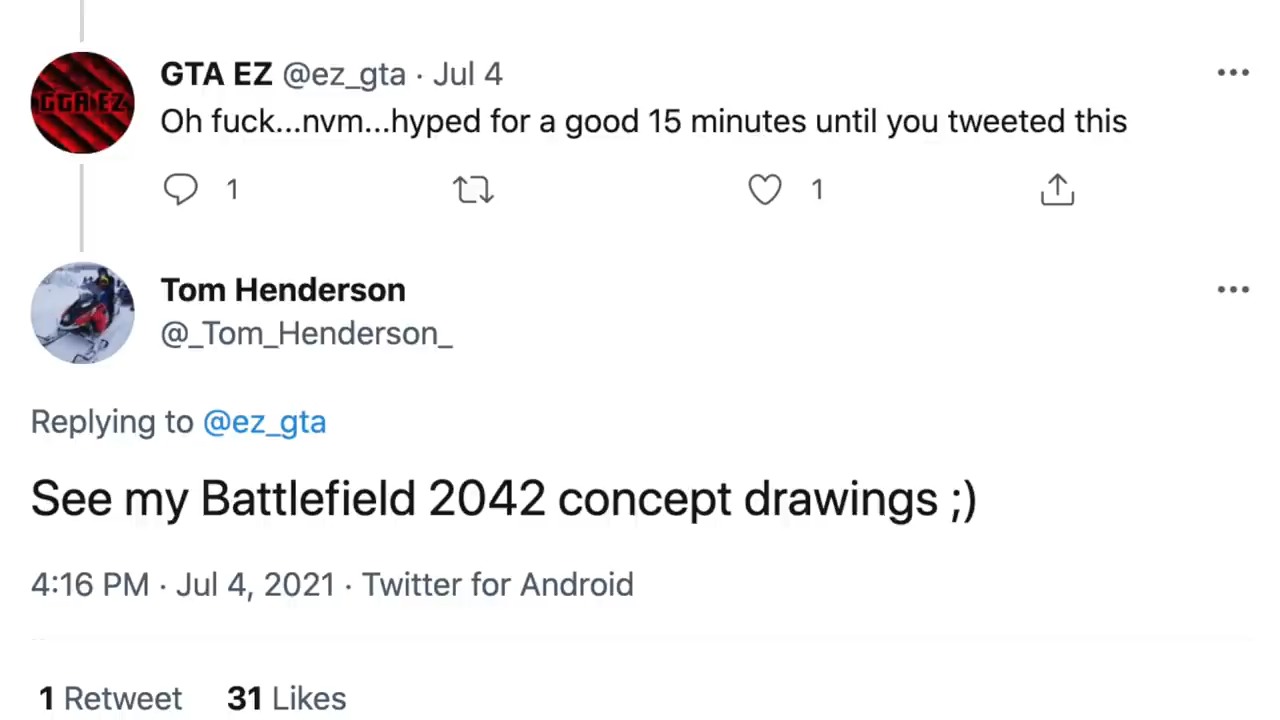 GTA EZ @ez_gta · Jul 4
Oh fuck...nvm...hyped for a good 15 minutes until you tweeted this
1 1
Tom Henderson
@_Tom_Henderson_
Replying to @ez_gta
See my Battlefield 2042 concept drawings ;)
4:16 PM · Jul 4, 2021 · Twitter for Android
1 Retweet 31 Likes